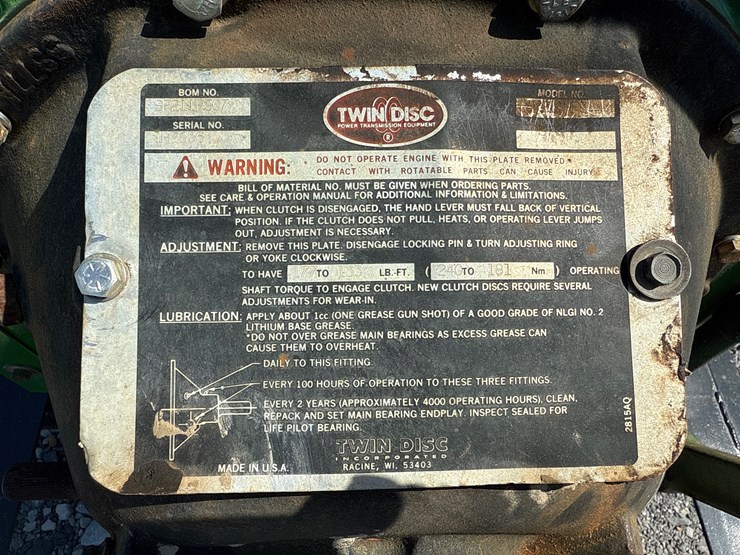 BOM NO.
TWIN DISC
POWER TRANSMISSION EQUIPMENT
®
MODEL NO.
SERIAL NO.
WARNING: • DO NOT OPERATE ENGINE WITH THIS PLATE REMOVED •
CONTACT WITH ROTATABLE PARTS CAN CAUSE INJURY
BILL OF MATERIAL NO. MUST BE GIVEN WHEN ORDERING PARTS.
SEE CARE & OPERATION MANUAL FOR ADDITIONAL INFORMATION & LIMITATIONS.
IMPORTANT: WHEN CLUTCH IS DISENGAGED, THE HAND LEVER MUST FALL BACK OF VERTICAL
POSITION. IF THE CLUTCH DOES NOT PULL, HEATS, OR OPERATING LEVER JUMPS
OUT, ADJUSTMENT IS NECESSARY.
ADJUSTMENT: REMOVE THIS PLATE. DISENGAGE LOCKING PIN & TURN ADJUSTING RING
OR YOKE CLOCKWISE.
TO HAVE TO LB.-FT. ( 240 TO 181 Nm ) OPERATING
SHAFT TORQUE TO ENGAGE CLUTCH. NEW CLUTCH DISCS REQUIRE SEVERAL
ADJUSTMENTS FOR WEAR-IN.
LUBRICATION: APPLY ABOUT 1cc (ONE GREASE GUN SHOT) OF A GOOD GRADE OF NLGI NO. 2
LITHIUM BASE GREASE.
*DO NOT OVER GREASE MAIN BEARINGS AS EXCESS GREASE CAN
CAUSE THEM TO OVERHEAT.
DAILY TO THIS FITTING.
EVERY 100 HOURS OF OPERATION TO THESE THREE FITTINGS.
EVERY 2 YEARS (APPROXIMATELY 4000 OPERATING HOURS), CLEAN,
REPACK AND SET MAIN BEARING ENDPLAY. INSPECT SEALED FOR
LIFE PILOT BEARING.
2815AQ
TWIN DISC
INCORPORATED
MADE IN U.S.A.
RACINE, WI. 53403